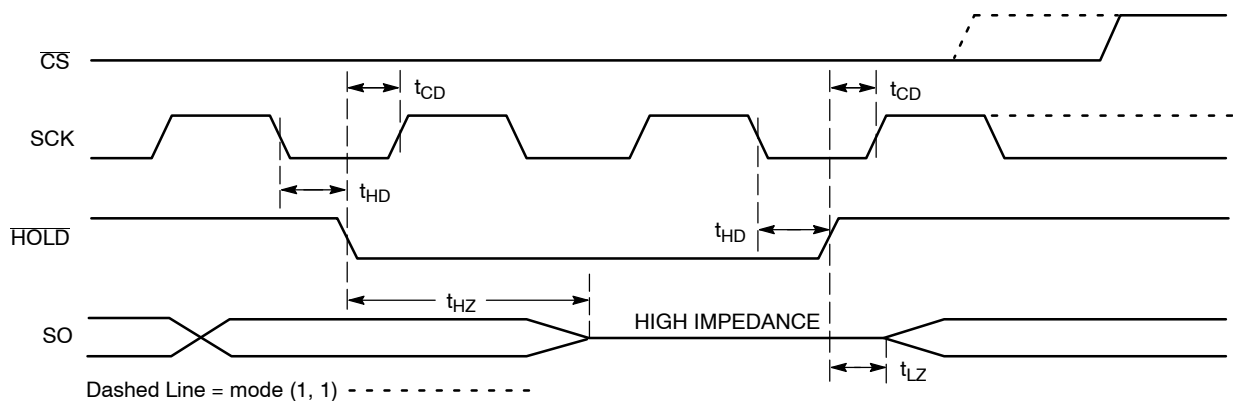 CS
tCD
tCD
SCK
tHD
HOLD
tHD
tHZ
SO
HIGH IMPEDANCE
tLZ
Dashed Line = mode (1, 1)